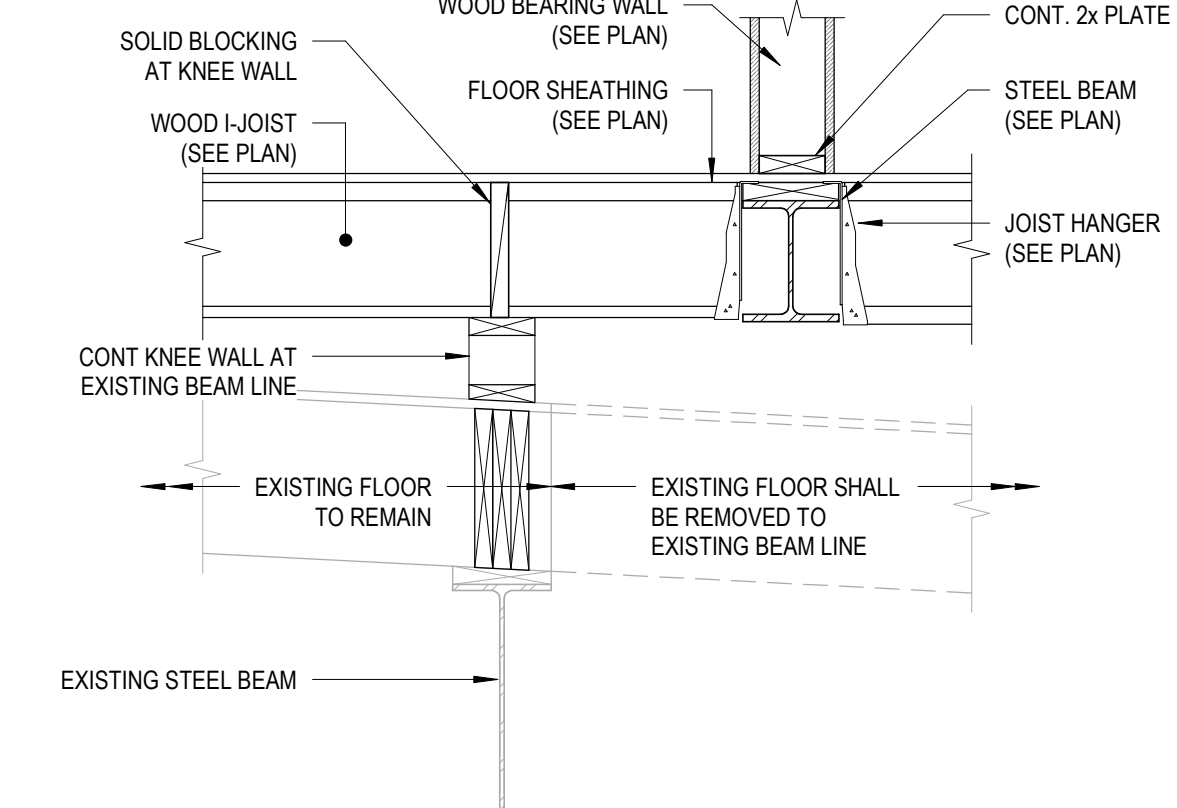 WOOD BEARING WALL
(SEE PLAN)
CONT. 2x PLATE
SOLID BLOCKING
AT KNEE WALL
FLOOR SHEATHING
(SEE PLAN)
STEEL BEAM
(SEE PLAN)
WOOD I-JOIST
(SEE PLAN)
JOIST HANGER
(SEE PLAN)
CONT KNEE WALL AT
EXISTING BEAM LINE
EXISTING FLOOR
TO REMAIN
EXISTING FLOOR SHALL
BE REMOVED TO
EXISTING BEAM LINE
EXISTING STEEL BEAM